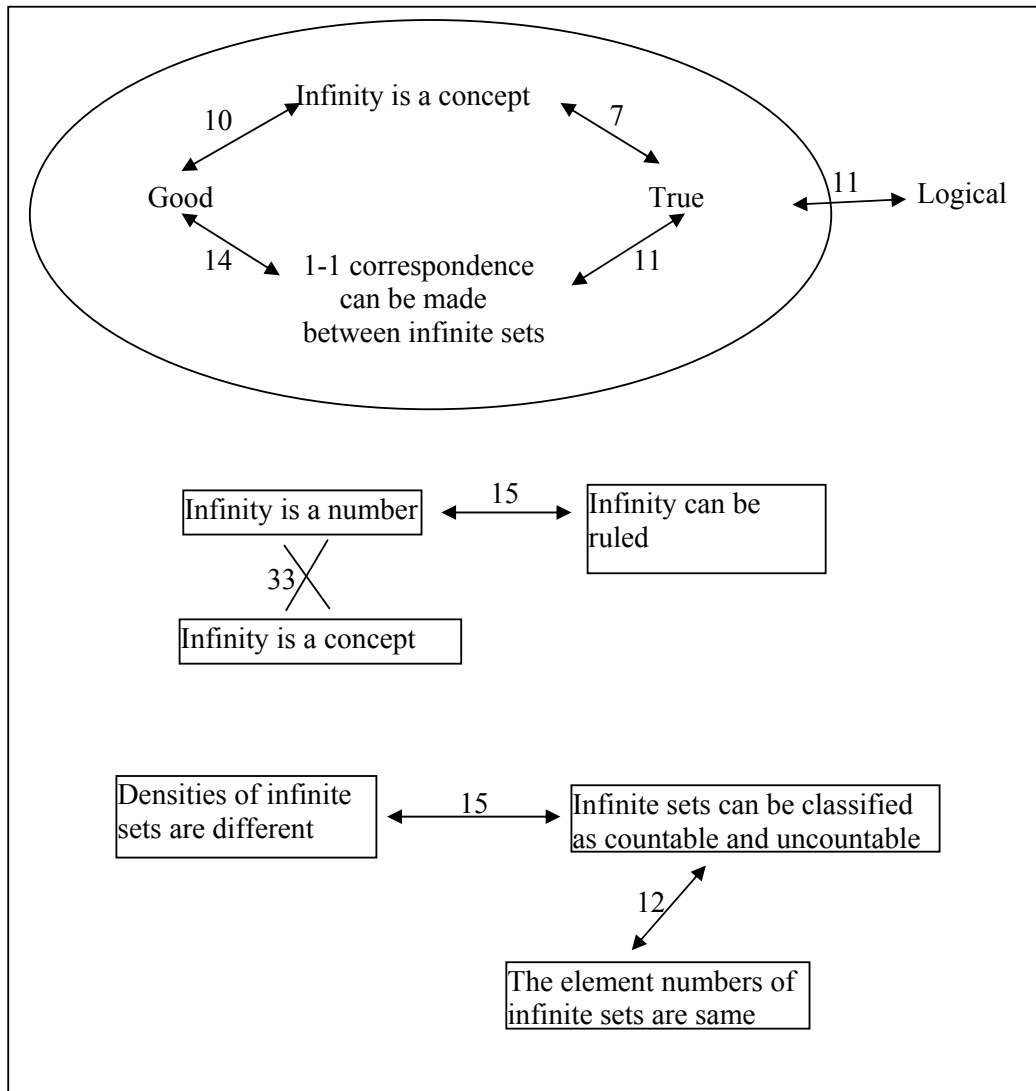 Infinity is a concept
10
7
Good
True
11
Logical
14
11
1-1 correspondence
can be made
between infinite sets
Infinity is a number
15
Infinity can be
ruled
33
Infinity is a concept
Densities of infinite
sets are different
15
Infinite sets can be classified
as countable and uncountable
12
The element numbers of
infinite sets are same